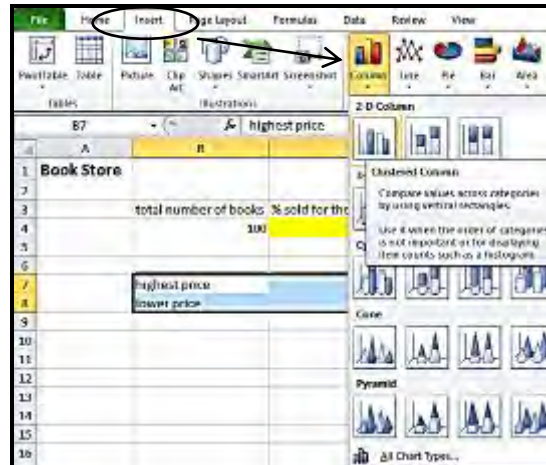 File Home Insert Page Layout Formulas Data Review View
PivotTable Table Picture Clip Art Shapes SmartArt Screenshot Column Line Pie Bar Area
Tables Illustrations
B7 highest price
2-D Column
A B
1 Book Store
Clustered Column
Compare values across categories
by using vertical rectangles.
2
3 total number of books % sold for the
4 100
Use it when the order of categories
is not important or for displaying
item counts such as a histogram.
5
6
7 highest price
8 lower price
9
Cone
10
11
12
Pyramid
13
14
15
16
All Chart Types...